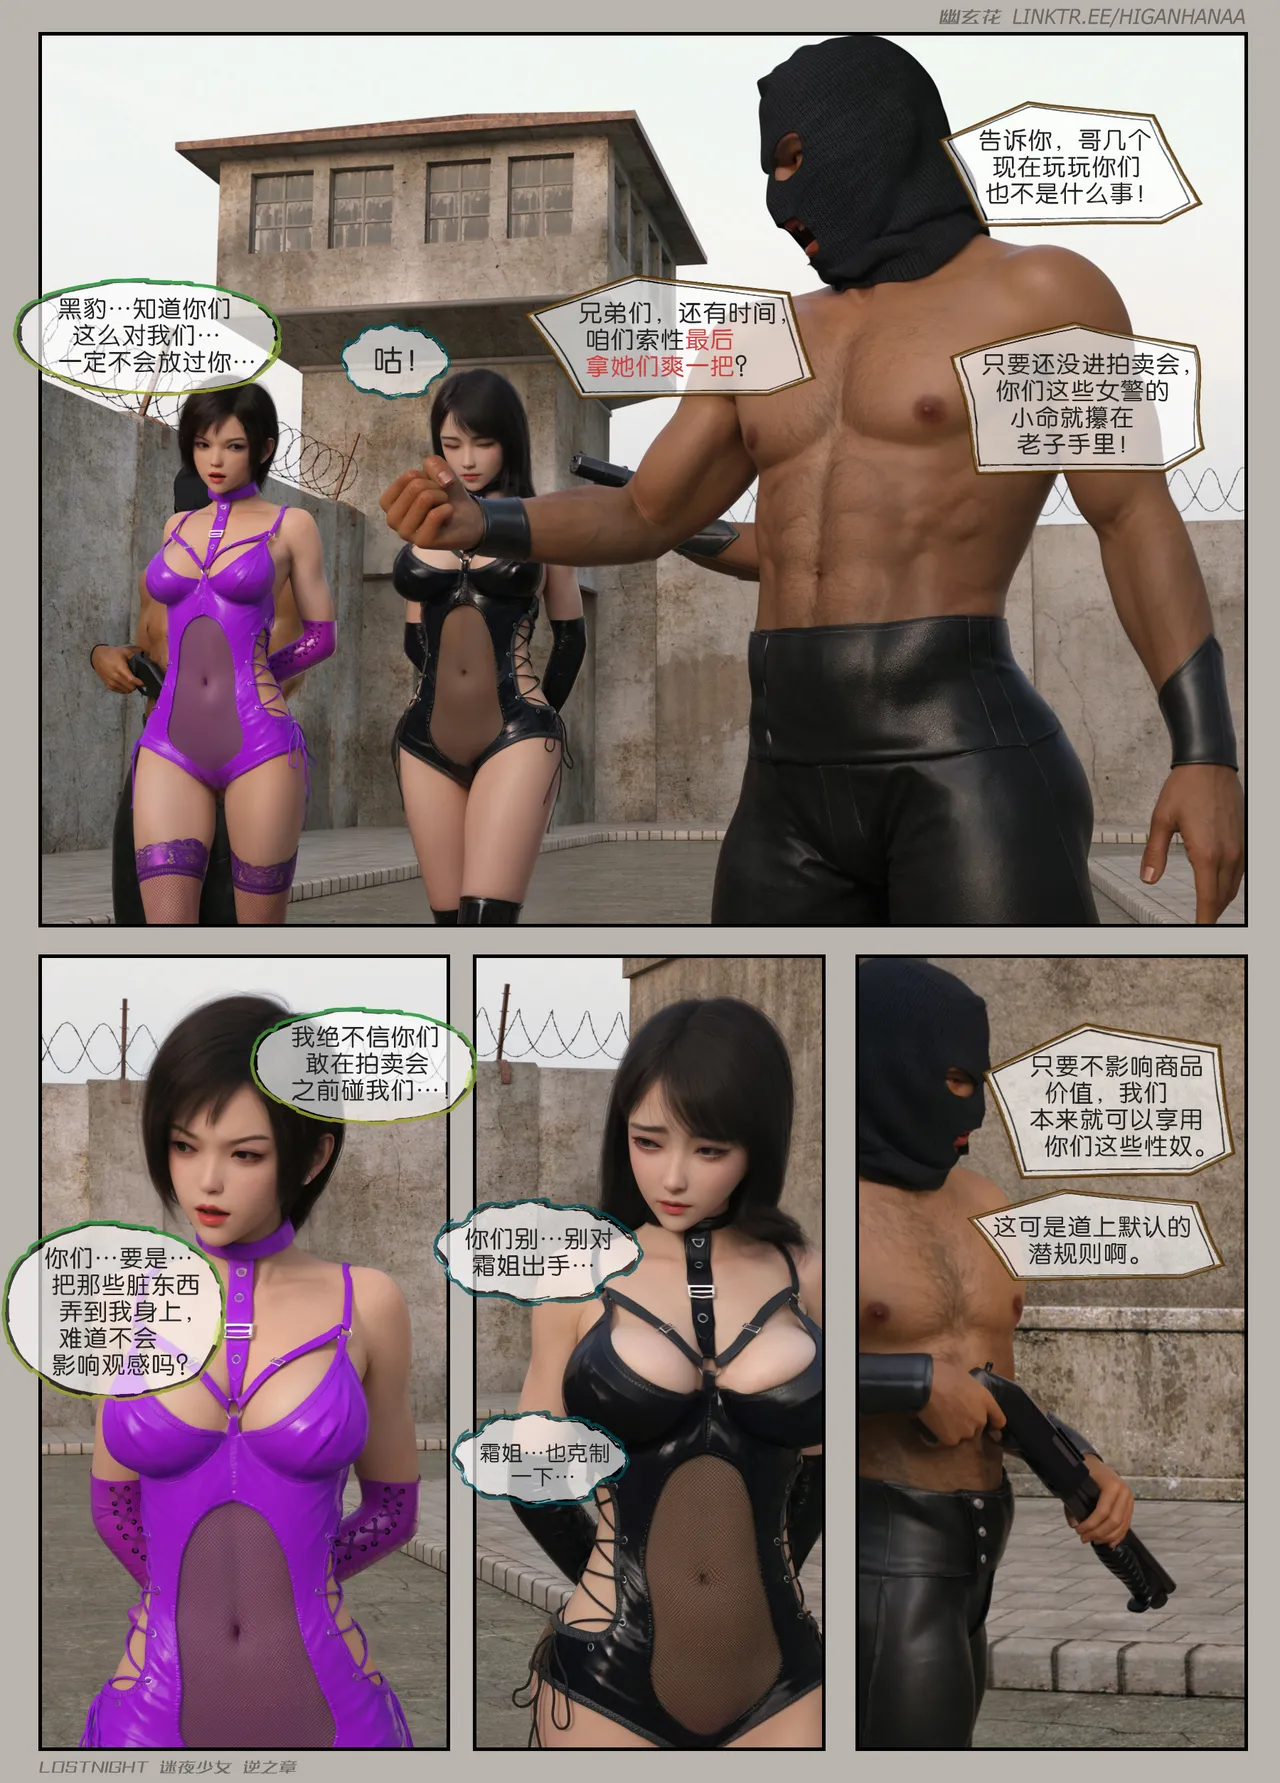 幽玄花 LINKTR.EE/HIGANHANAA
告诉你，哥几个
现在玩玩你们
也不是什么事！
兄弟们，还有时间，
咱们索性最后
拿她们爽一把？
只要还没进拍卖会，
你们这些女警的
小命就攥在
老子手里！
黑豹…知道你们
这么对我们…
一定不会放过你…
咕！
我绝不信你们
敢在拍卖会
之前碰我们…！
你们…要是…
把那些脏东西
弄到我身上，
难道不会
影响观感吗？
你们别…别对
霜姐出手…
霜姐…也克制
一下…
只要不影响商品
价值，我们
本来就可以享用
你们这些性奴。
这可是道上默认的
潜规则啊。
LOSTNIGHT 迷夜少女 逆之章